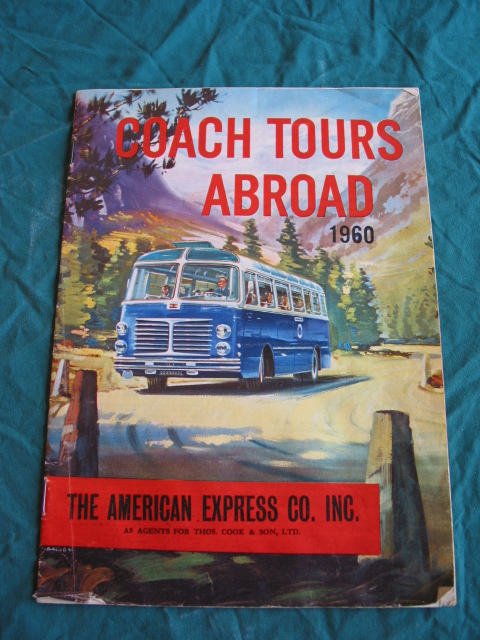 COACH TOURS
ABROAD
1960
THE AMERICAN EXPRESS CO. INC.
AS AGENTS FOR THOS. COOK & SON, LTD.